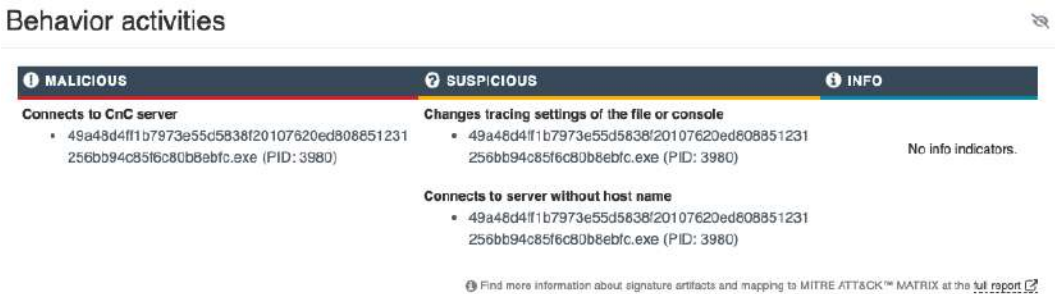 Behavior activities
MALICIOUS
SUSPICIOUS
INFO
Connects to CnC server
49a48d4ff1b7973e55d5838f20107620ed808851231
256bb94c85f6c80b8ebfc.exe (PID: 3980)
Changes tracing settings of the file or console
49a48d4ff1b7973e55d5838f20107620ed808851231
256bb94c85f6c80b8ebfc.exe (PID: 3980)
Connects to server without host name
49a48d4ff1b7973e55d5838f20107620ed808851231
256bb94c85f6c80b8ebfc.exe (PID: 3980)
No info indicators.
Find more information about signature artifacts and mapping to MITRE ATT&CK™ MATRIX at the full report